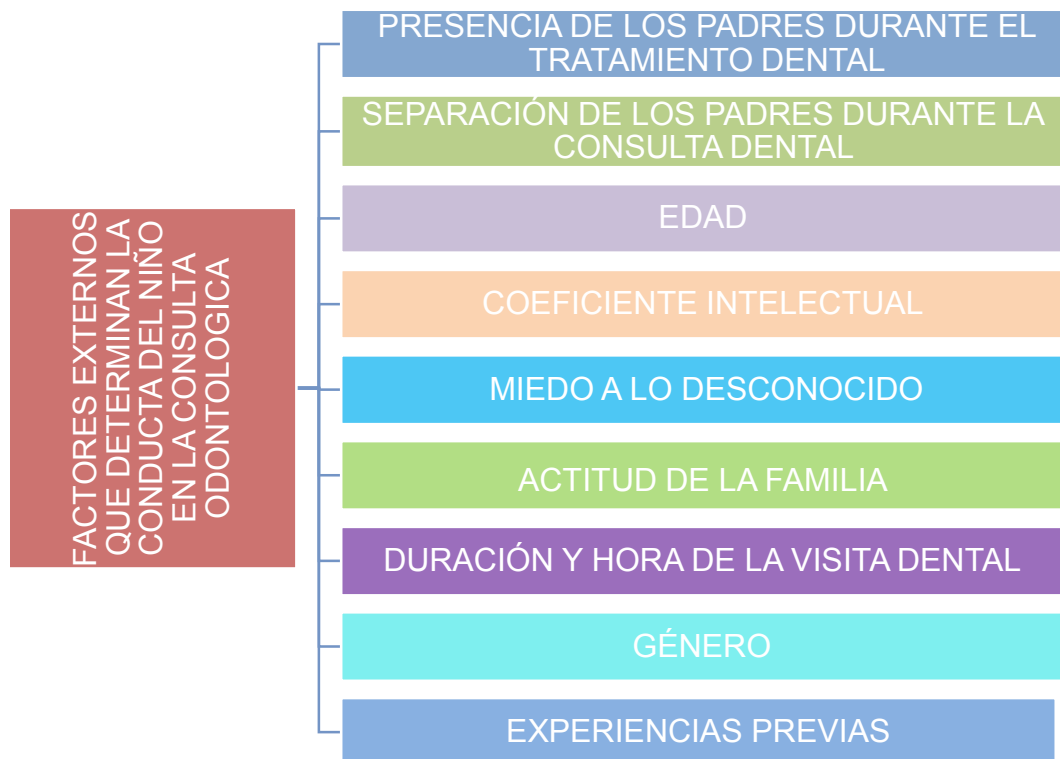 FACTORES EXTERNOS
QUE DETERMINAN LA
CONDUCTA DEL NIÑO
EN LA CONSULTA
ODONTOLOGICA
PRESENCIA DE LOS PADRES DURANTE EL
TRATAMIENTO DENTAL
SEPARACIÓN DE LOS PADRES DURANTE LA
CONSULTA DENTAL
EDAD
COEFICIENTE INTELECTUAL
MIEDO A LO DESCONOCIDO
ACTITUD DE LA FAMILIA
DURACIÓN Y HORA DE LA VISITA DENTAL
GÉNERO
EXPERIENCIAS PREVIAS